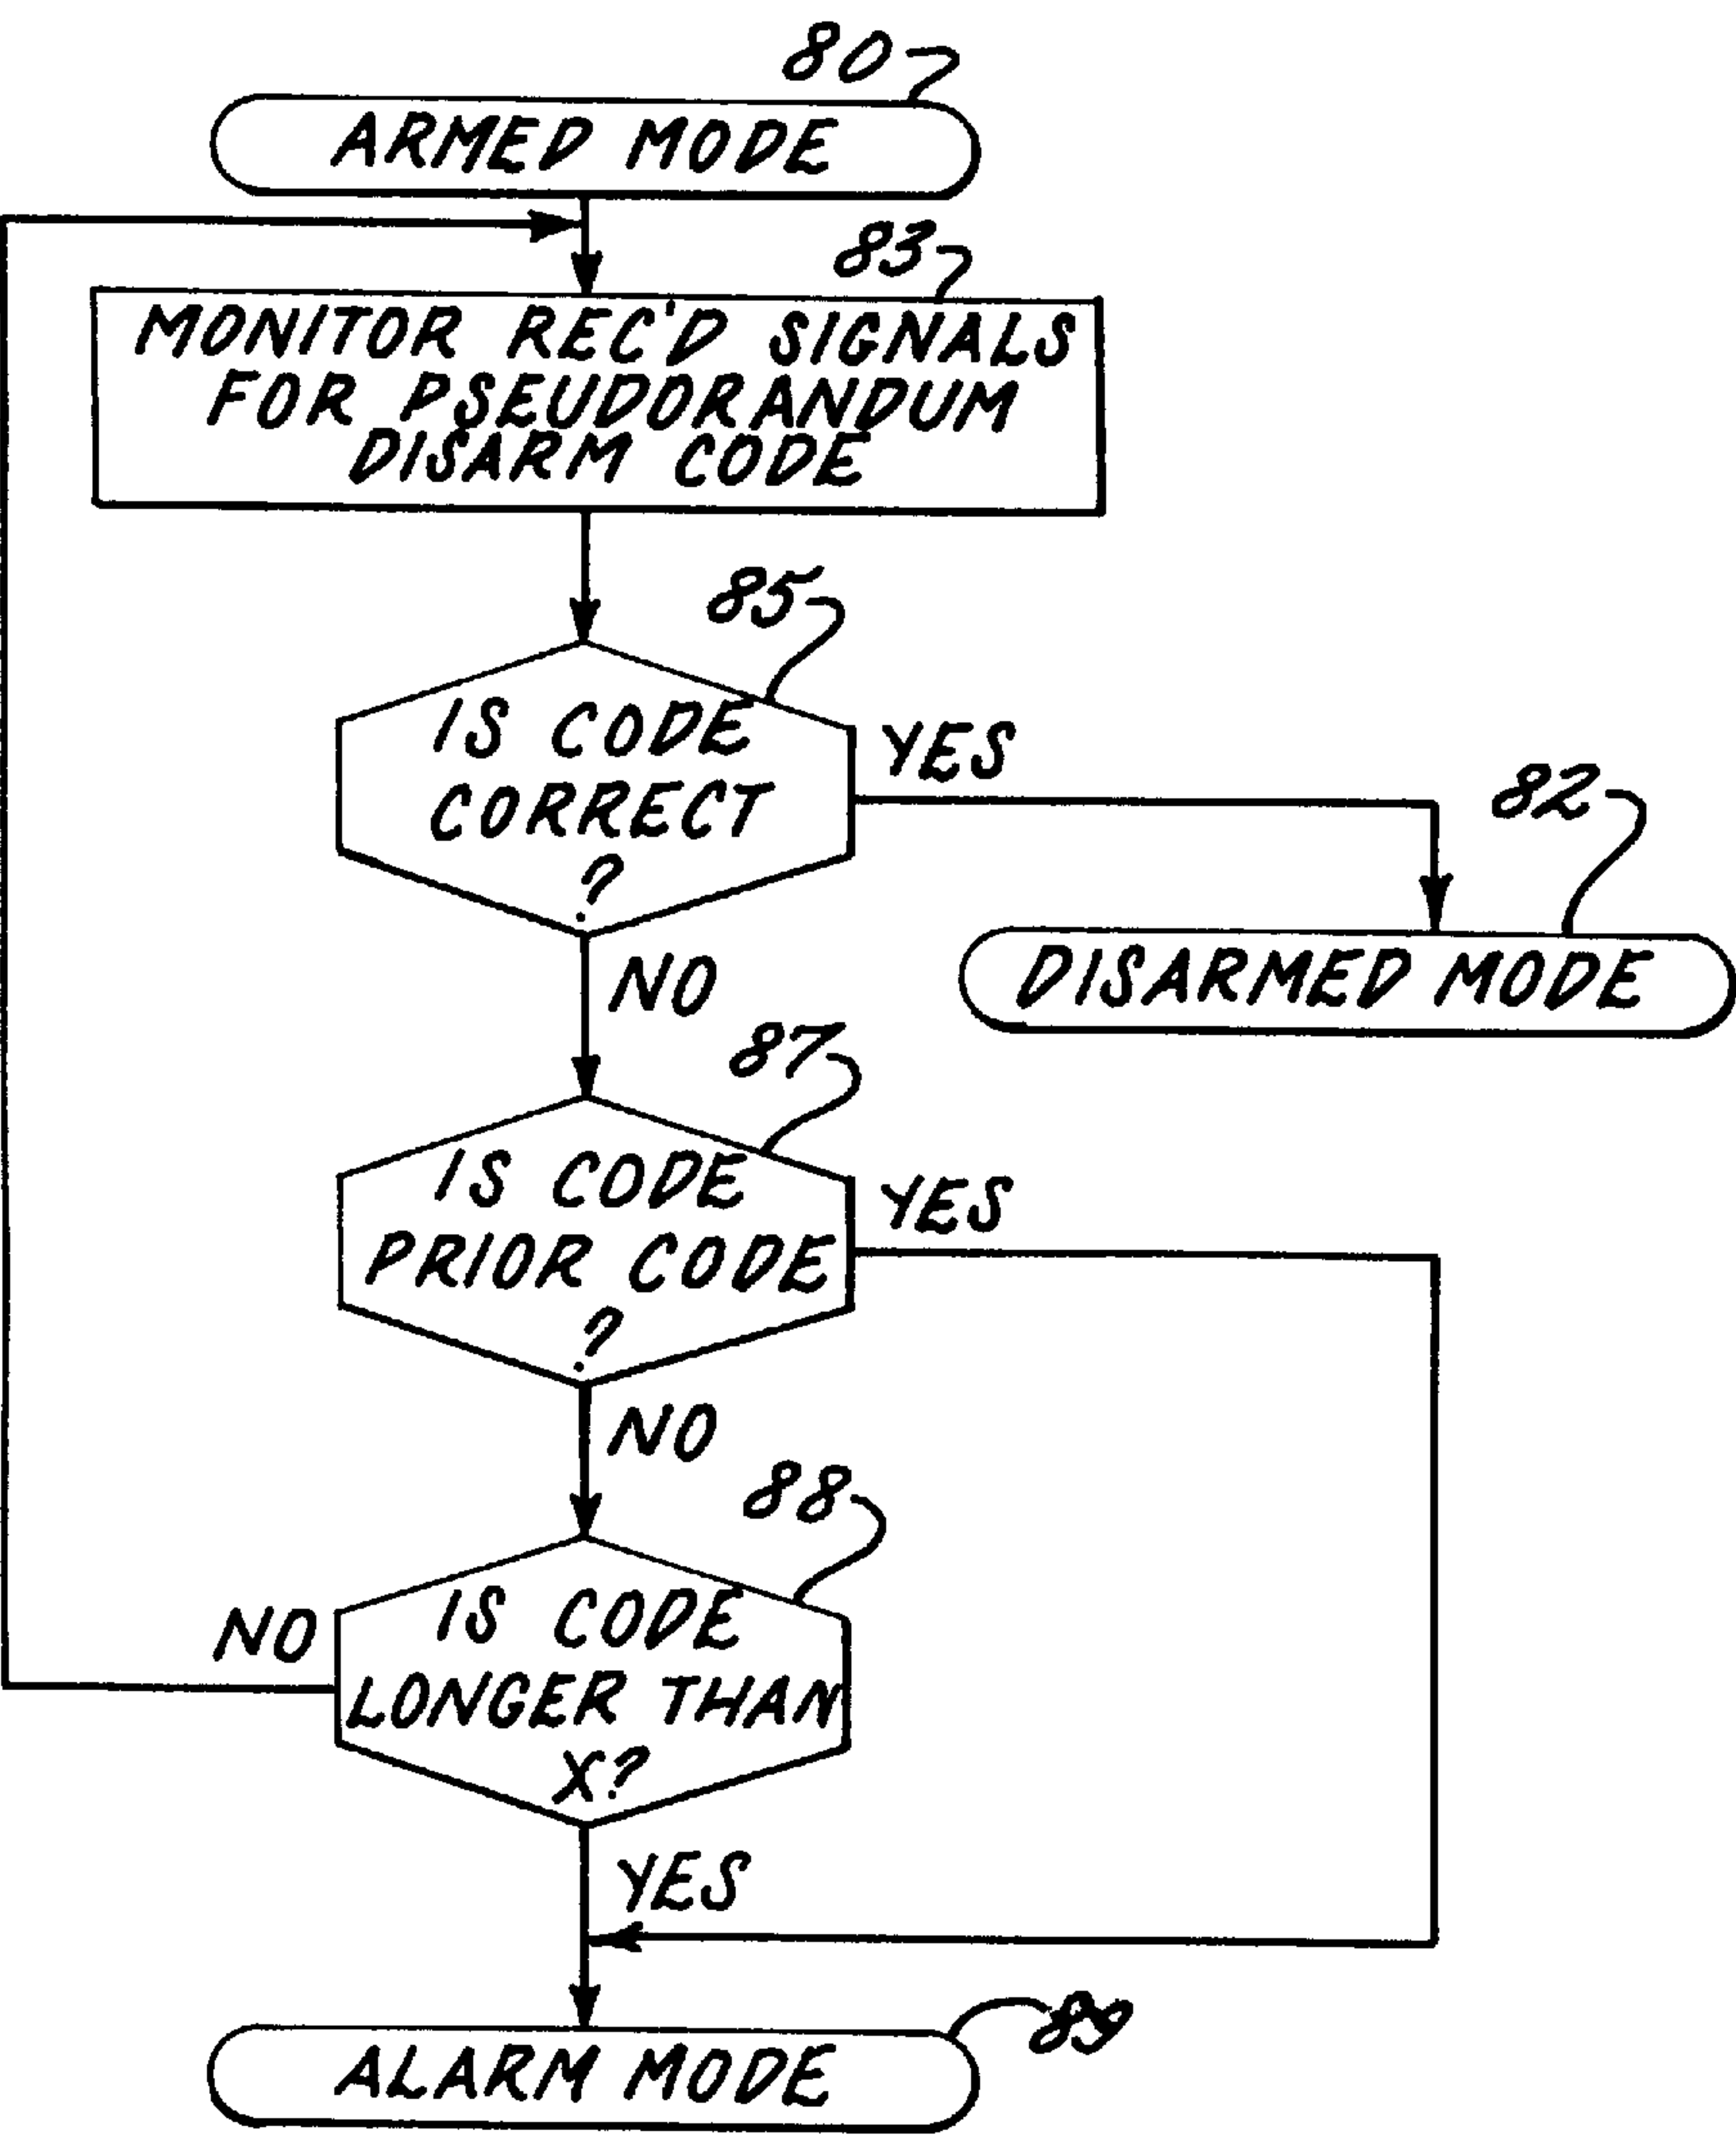 80
ARMED MODE
83
MONITOR REC'D SIGNALS
FOR PSEUDORANDUM
DISARM CODE
85
IS CODE
CORRECT
?
YES
82
DISARMED MODE
NO
87
IS CODE
PRIOR CODE
?
YES
NO
88
IS CODE
LONGER THAN
X?
NO
YES
89
ALARM MODE